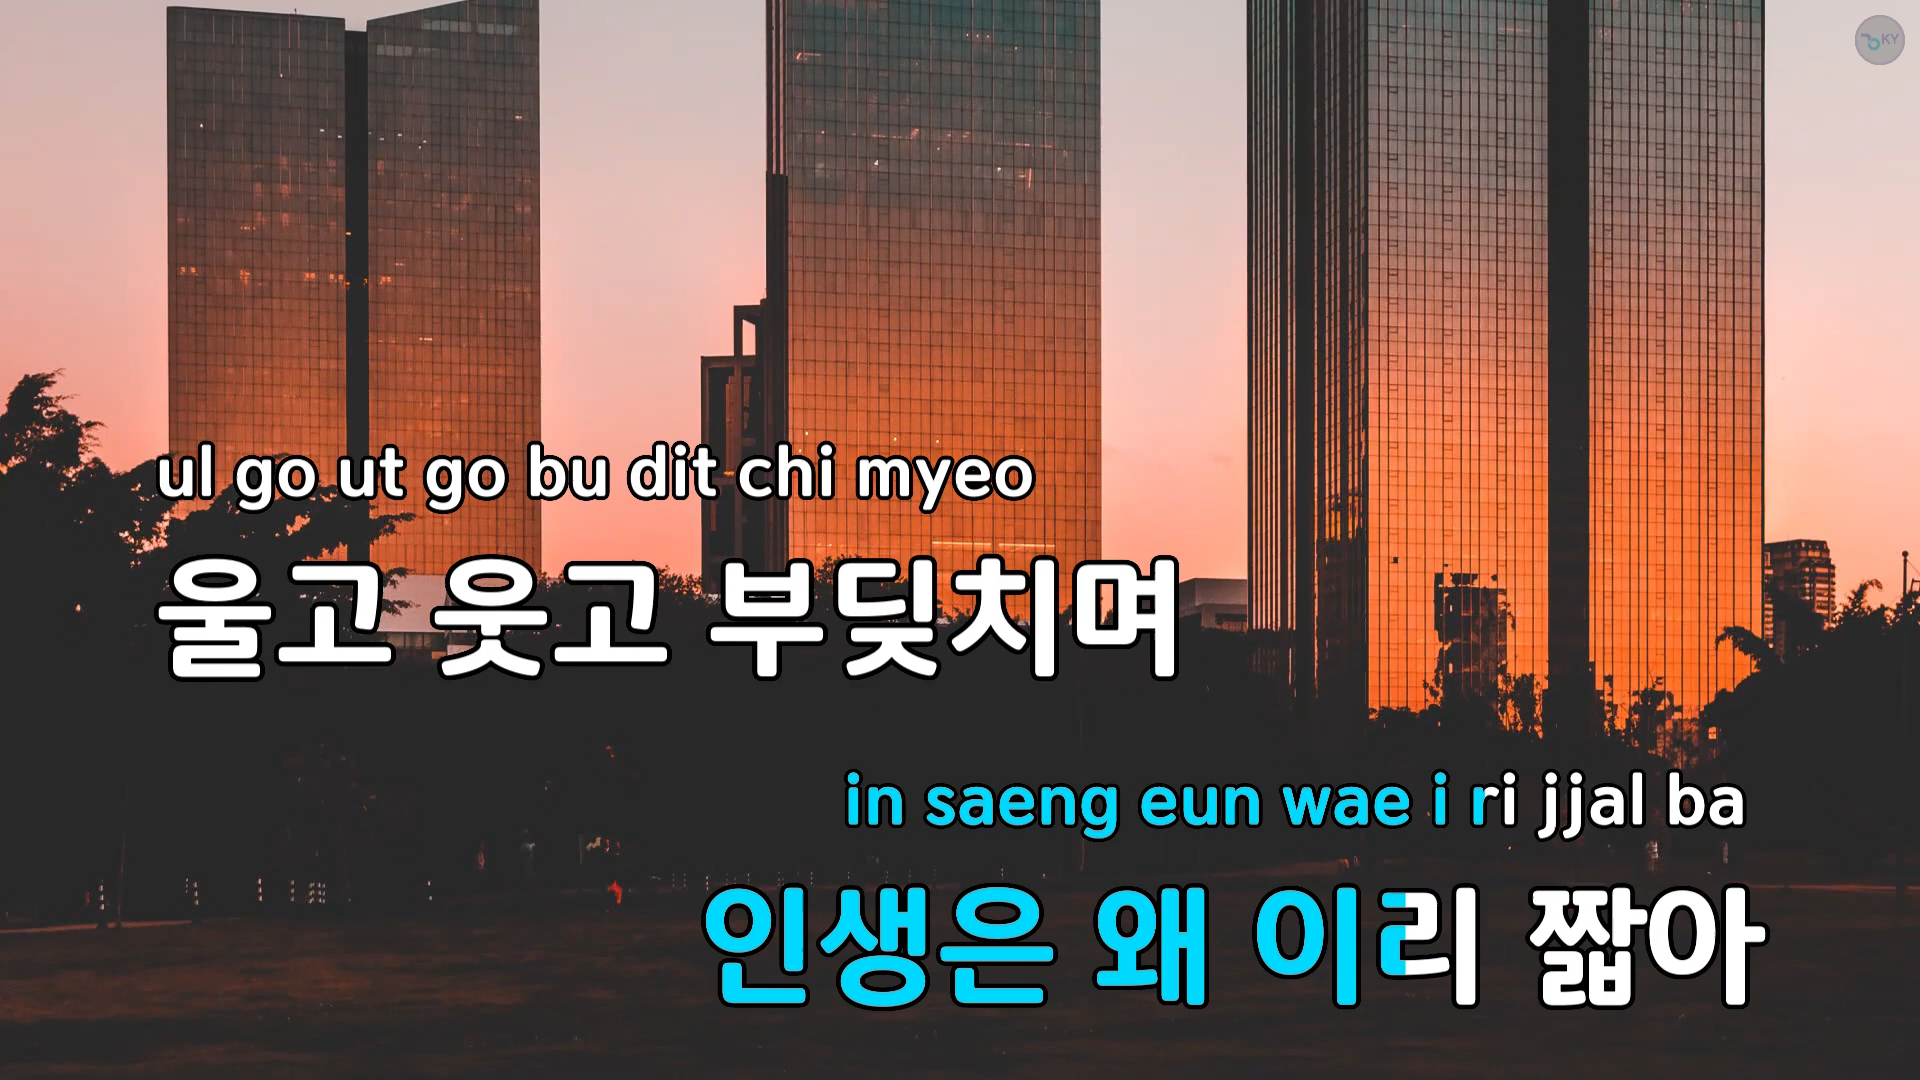 KY
ul go ut go bu dit chi myeo
울고 웃고 부딪치며
in saeng eun wae i ri jjal ba
인생은 왜 이리 짧아